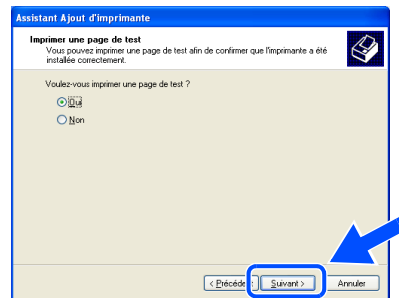 Assistant Ajout d'imprimante
Imprimer une page de test
Vous pouvez imprimer une page de test afin de confirmer que l'imprimante a été
installée correctement.
Voulez-vous imprimer une page de test ?
Oui
Non
< Précéde Suivant > Annuler